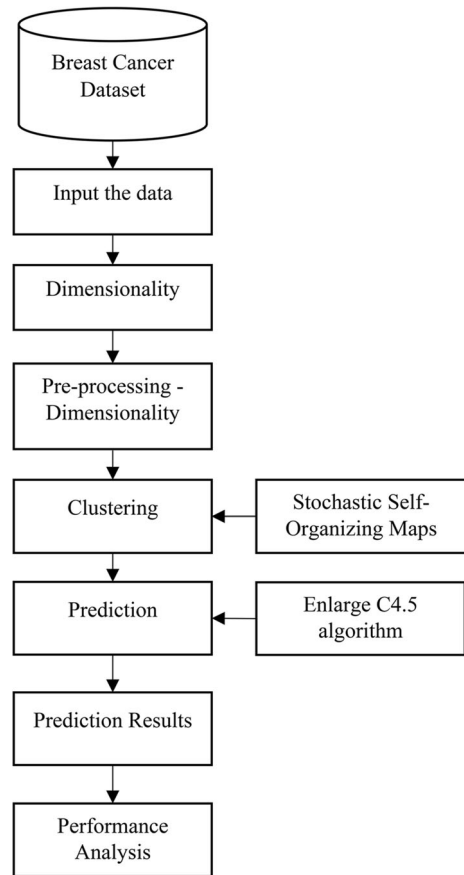 Breast Cancer
Dataset
Input the data
Dimensionality
Pre-processing -
Dimensionality
Clustering
Stochastic Self-
Organizing Maps
Prediction
Enlarge C4.5
algorithm
Prediction Results
Performance
Analysis